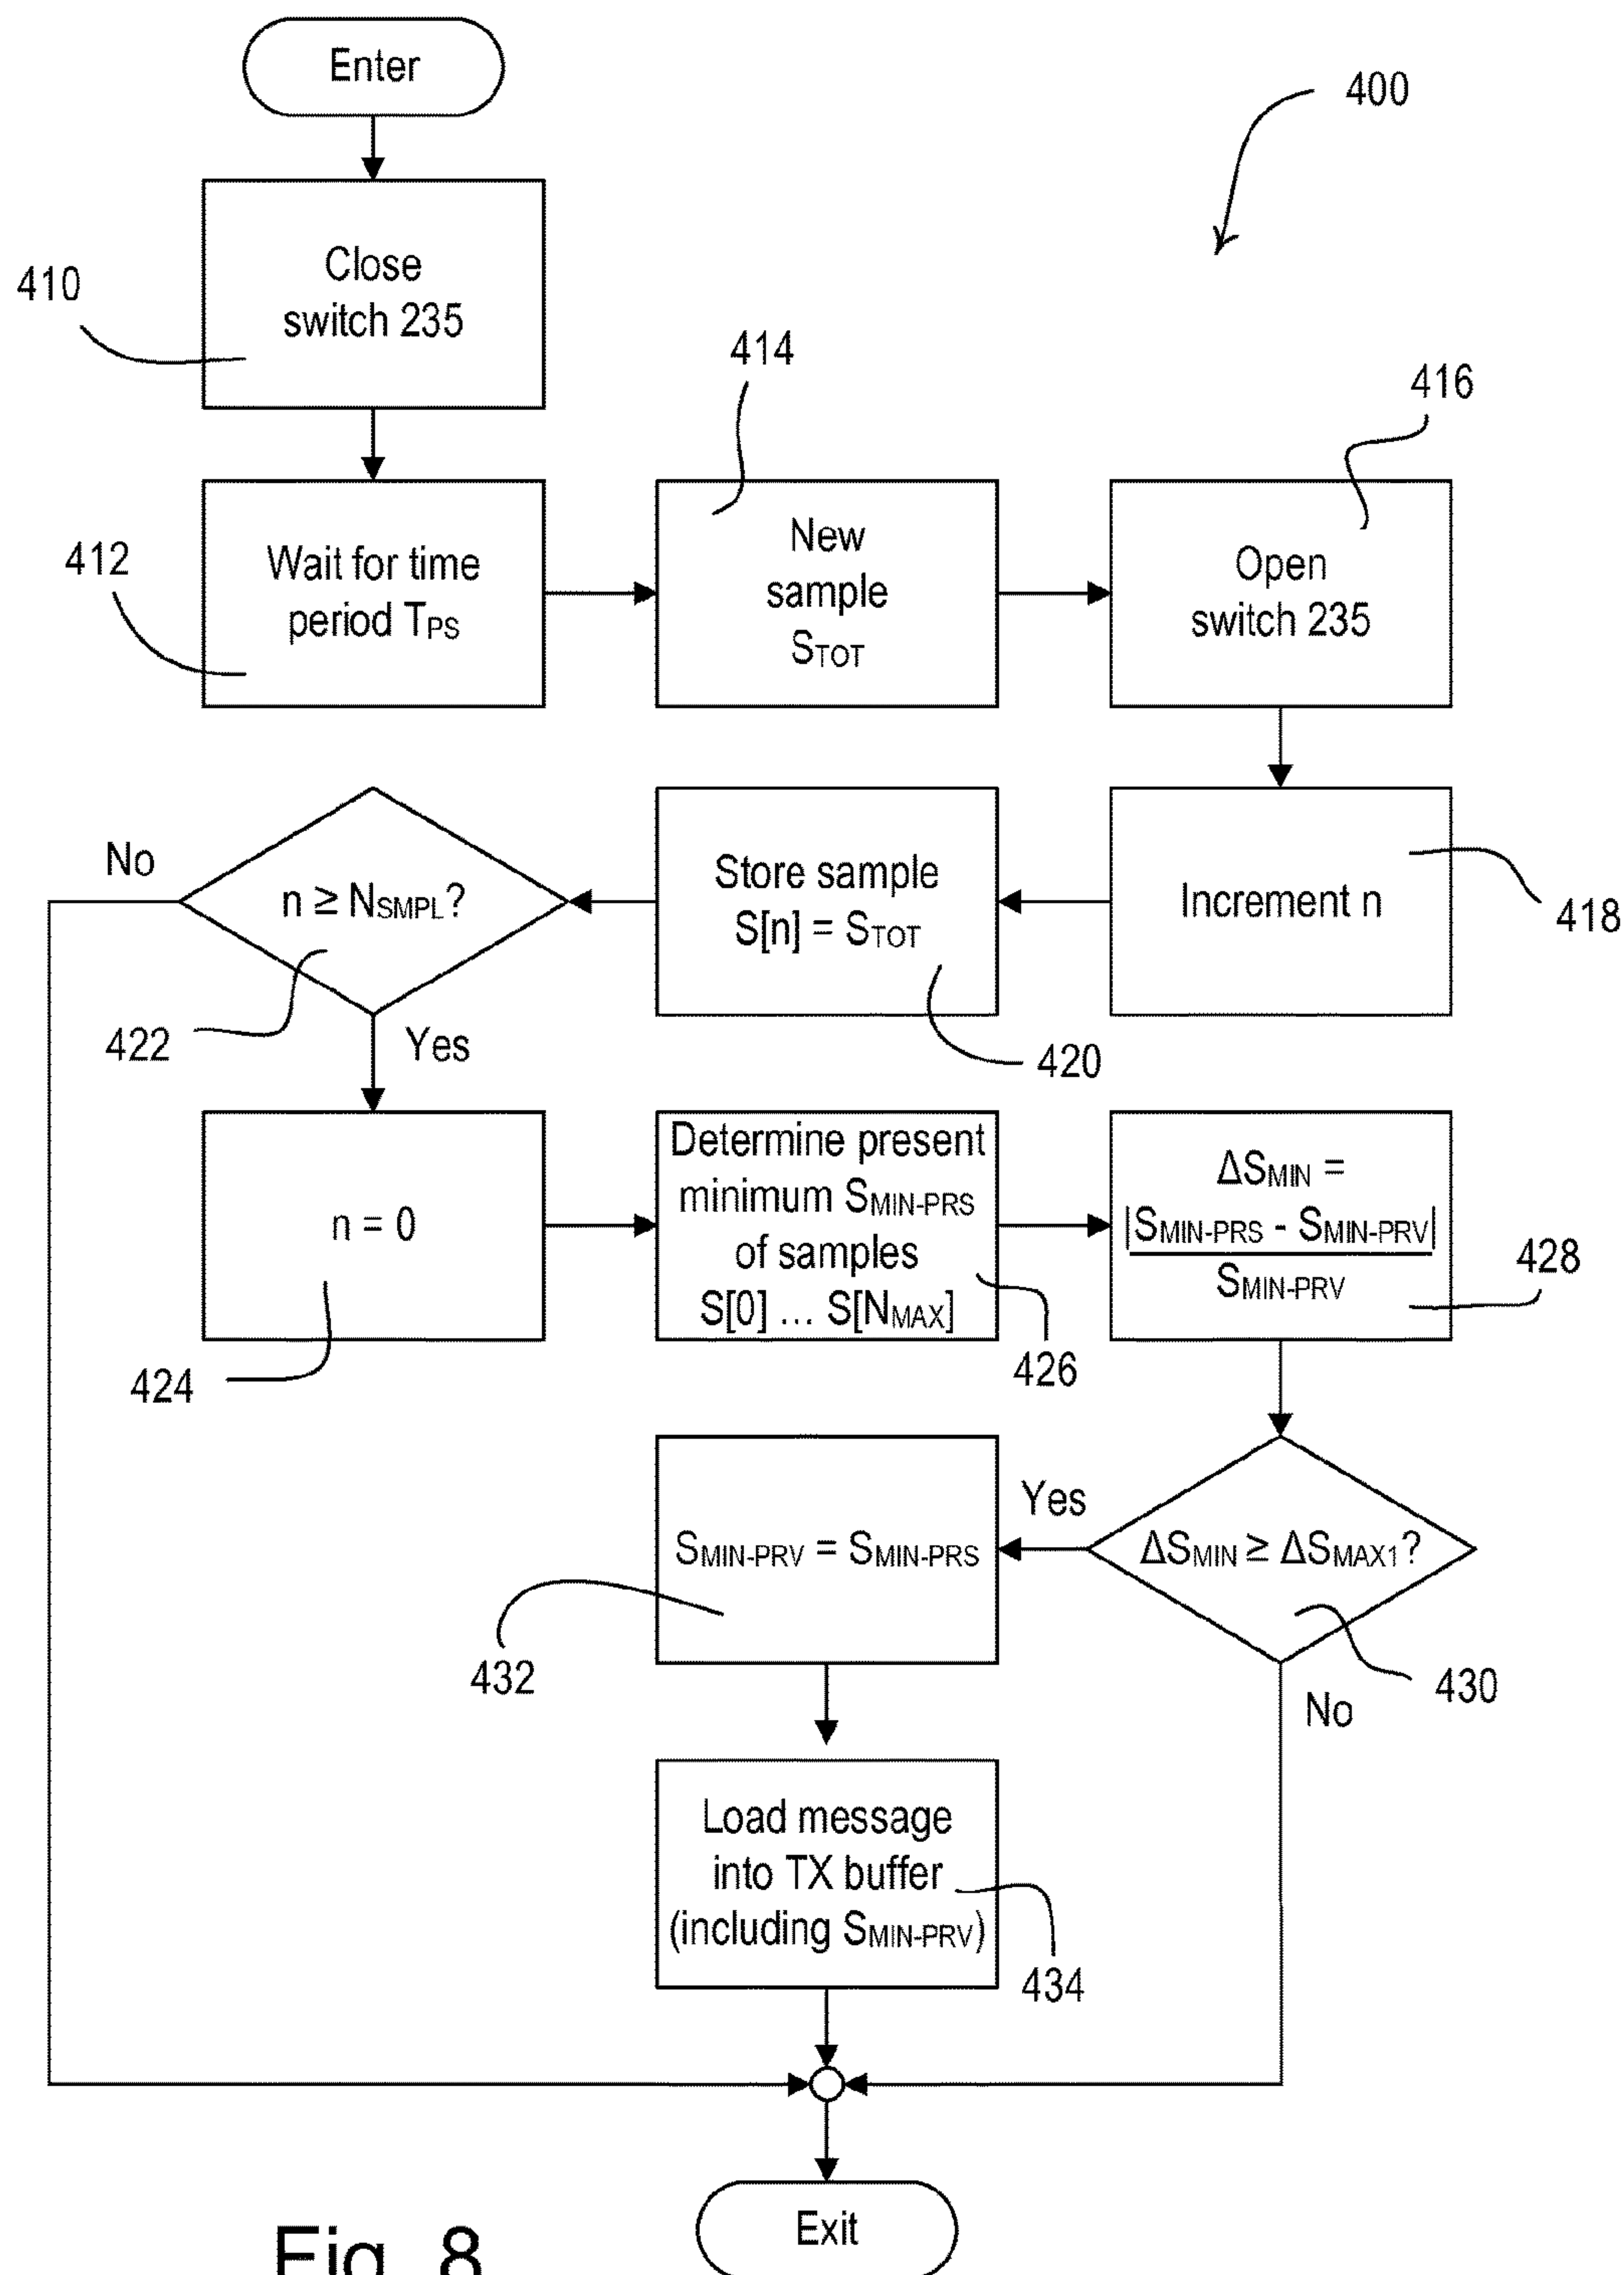 Enter
400
Close
switch 235
410
414
416
412
Wait for time
period TPS
New
sample
STOT
Open
switch 235
No
n ≥ NSMPL?
Store sample
S[n] = STOT
Increment n
418
422
Yes
420
n = 0
Determine present
minimum SMIN-PRS
of samples
S[0] ... S[NMAX]
ΔSMIN =
|SMIN-PRS - SMIN-PRV|
SMIN-PRV
428
424
426
SMIN-PRV = SMIN-PRS
Yes
ΔSMIN ≥ ΔSMAX1?
432
430
No
Load message
into TX buffer
(including SMIN-PRV)
434
Exit
Fig. 8